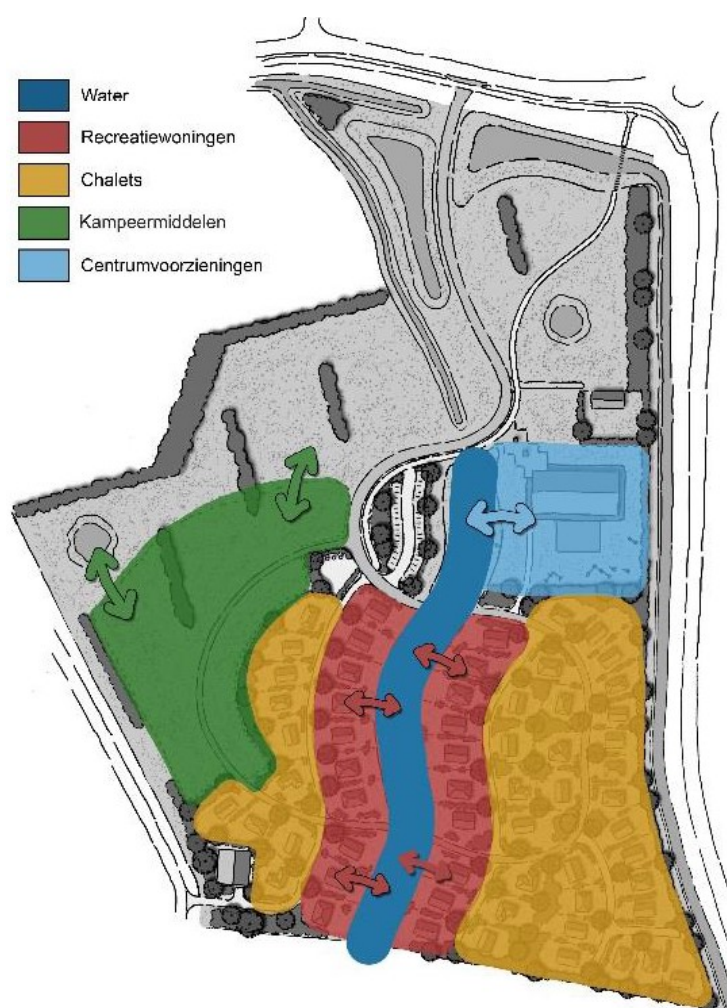 Water
Recreatiewoningen
Chalets
Kampeermiddelen
Centrumvoorzieningen